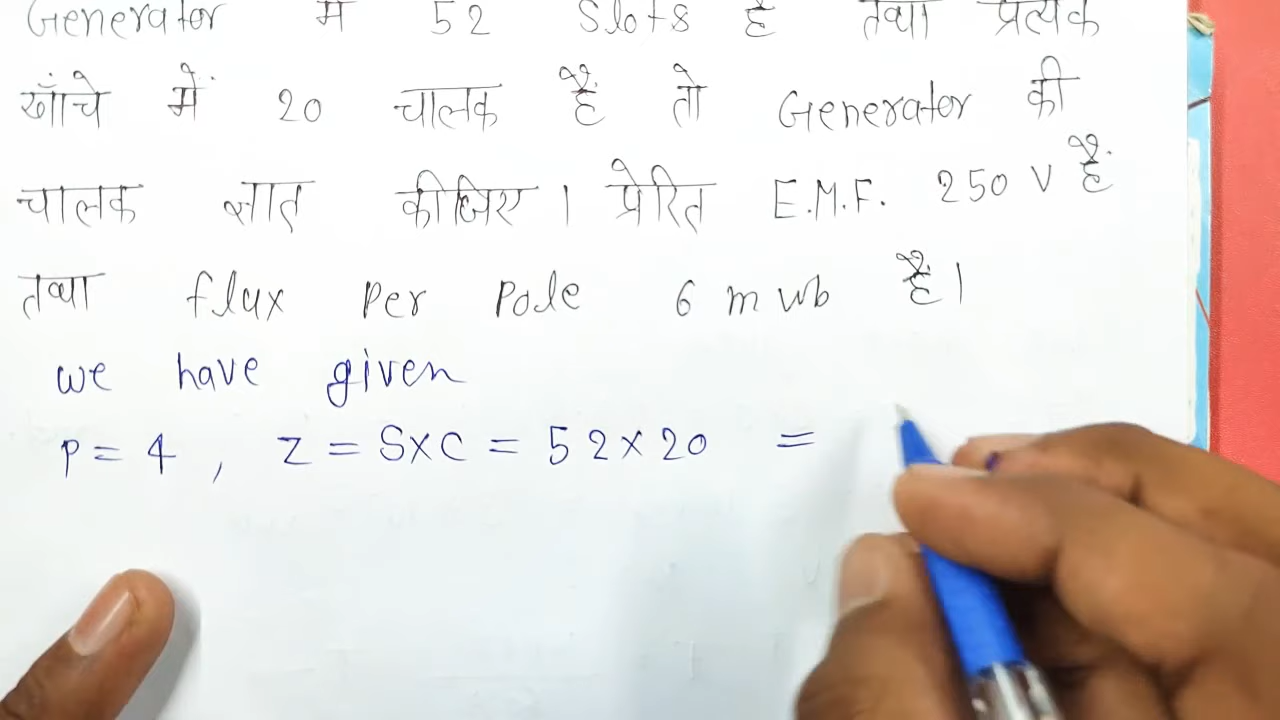 Generator में 52 Slots है तथा प्रत्येक
खाँचे में 20 चालक हैं तो Generator की
चालक ज्ञात कीजिए । प्रेरित E.M.F. 250 V हैं
तथा flux Per Pole 6 m wb हैं।
we have given
P = 4 , Z = S×C = 52×20 =